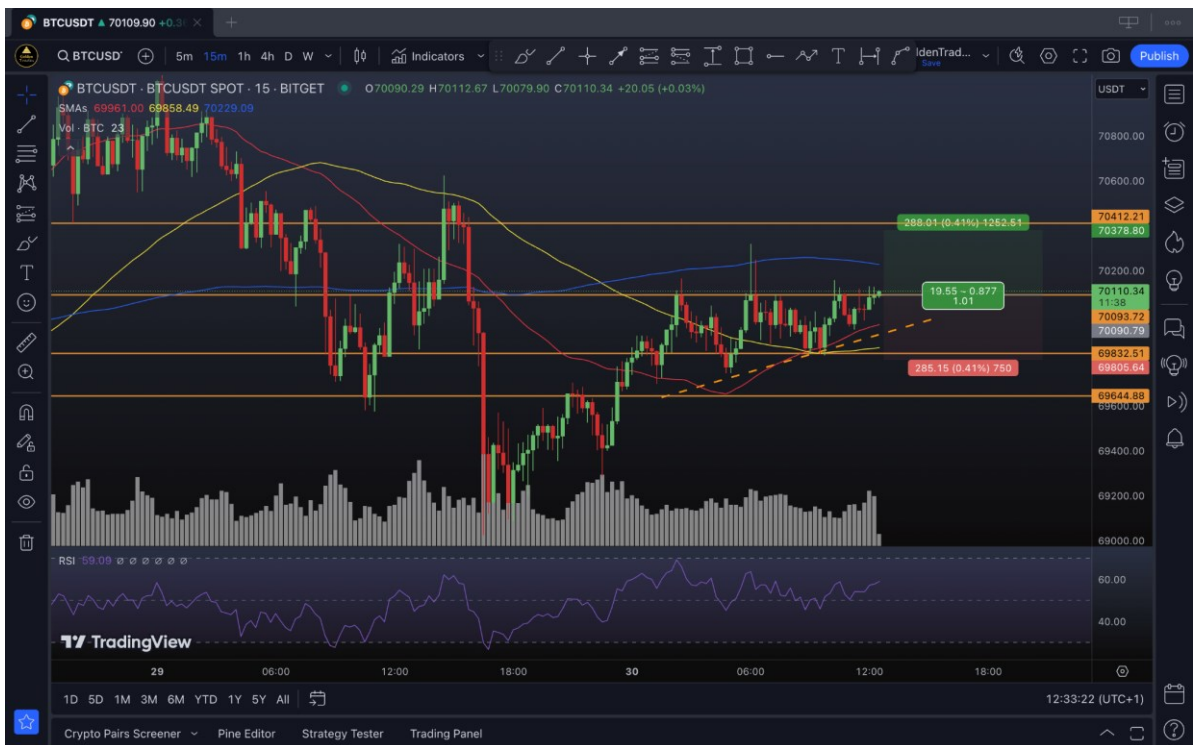 BTCUSDT ▲ 70109.90 +0.3
BTCUSDT 5m 15m 1h 4h D W Indicators T ldenTrad... Save Publish
BTCUSDT · BTCUSDT SPOT · 15 · BITGET O70090.29 H70112.67 L70079.90 C70110.34 +20.05 (+0.03%) USDT
SMAs 69961.00 69858.49 70229.09
Vol · BTC 23
70800.00
70600.00
70412.21
288.01 (0.41%) 1252.51
70378.80
70200.00
19.55 ~ 0.877
1.01
70110.34
11:38
70093.72
70090.79
69832.51
285.15 (0.41%) 750
69805.64
69644.88
69600.00
69400.00
69200.00
69000.00
RSI 59.09 ø ø ø ø ø ø
60.00
40.00
TradingView
29 06:00 12:00 18:00 30 06:00 12:00 18:00
1D 5D 1M 3M 6M YTD 1Y 5Y All 12:33:22 (UTC+1)
Crypto Pairs Screener Pine Editor Strategy Tester Trading Panel